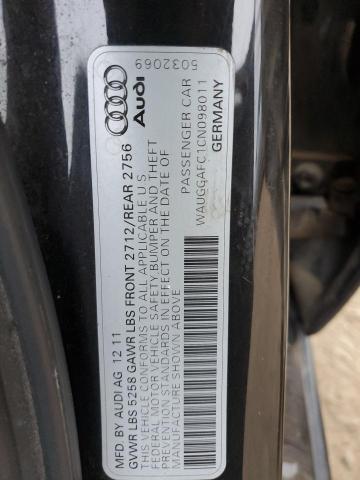 Audi
5032069
MFD BY AUDI AG 12 11
GVWR LBS 5258 GAWR LBS FRONT 2712/REAR 2756
THIS VEHICLE CONFORMS TO ALL APPLICABLE U S
FEDERAL MOTOR VEHICLE SAFETY, BUMPER AND THEFT
PREVENTION STANDARDS IN EFFECT ON THE DATE OF
MANUFACTURE SHOWN ABOVE
PASSENGER CAR
WAUGGAFC1CN098011
GERMANY